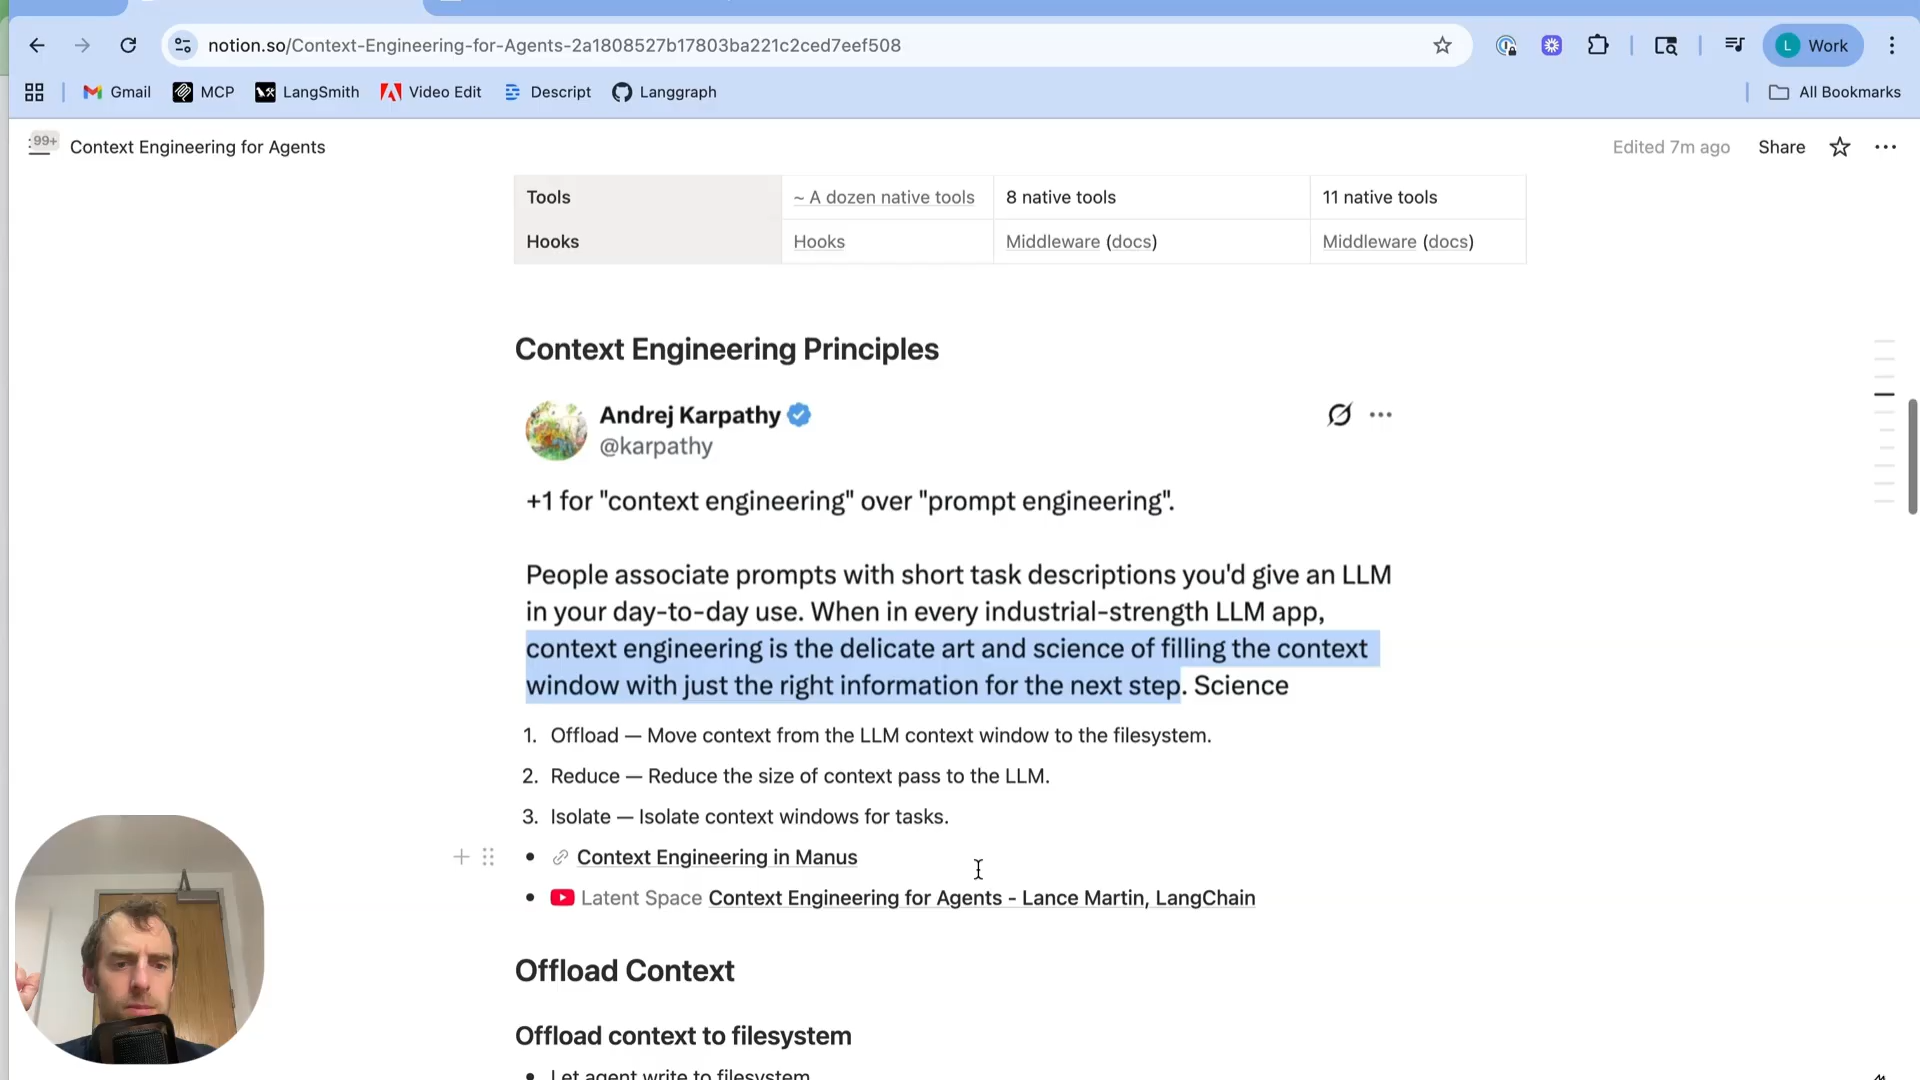 notion.so/Context-Engineering-for-Agents-2a1808527b17803ba221c2ced7eef508
L Work
Gmail MCP LangSmith Video Edit Descript Langgraph All Bookmarks
99+ Context Engineering for Agents Edited 7m ago Share
Tools ~ A dozen native tools 8 native tools 11 native tools
Hooks Hooks Middleware (docs) Middleware (docs)
Context Engineering Principles
Andrej Karpathy
@karpathy
+1 for "context engineering" over "prompt engineering".
People associate prompts with short task descriptions you'd give an LLM
in your day-to-day use. When in every industrial-strength LLM app,
context engineering is the delicate art and science of filling the context
window with just the right information for the next step. Science
1. Offload — Move context from the LLM context window to the filesystem.
2. Reduce — Reduce the size of context pass to the LLM.
3. Isolate — Isolate context windows for tasks.
• Context Engineering in Manus
• Latent Space Context Engineering for Agents - Lance Martin, LangChain
Offload Context
Offload context to filesystem
• Let agent write to filesystem